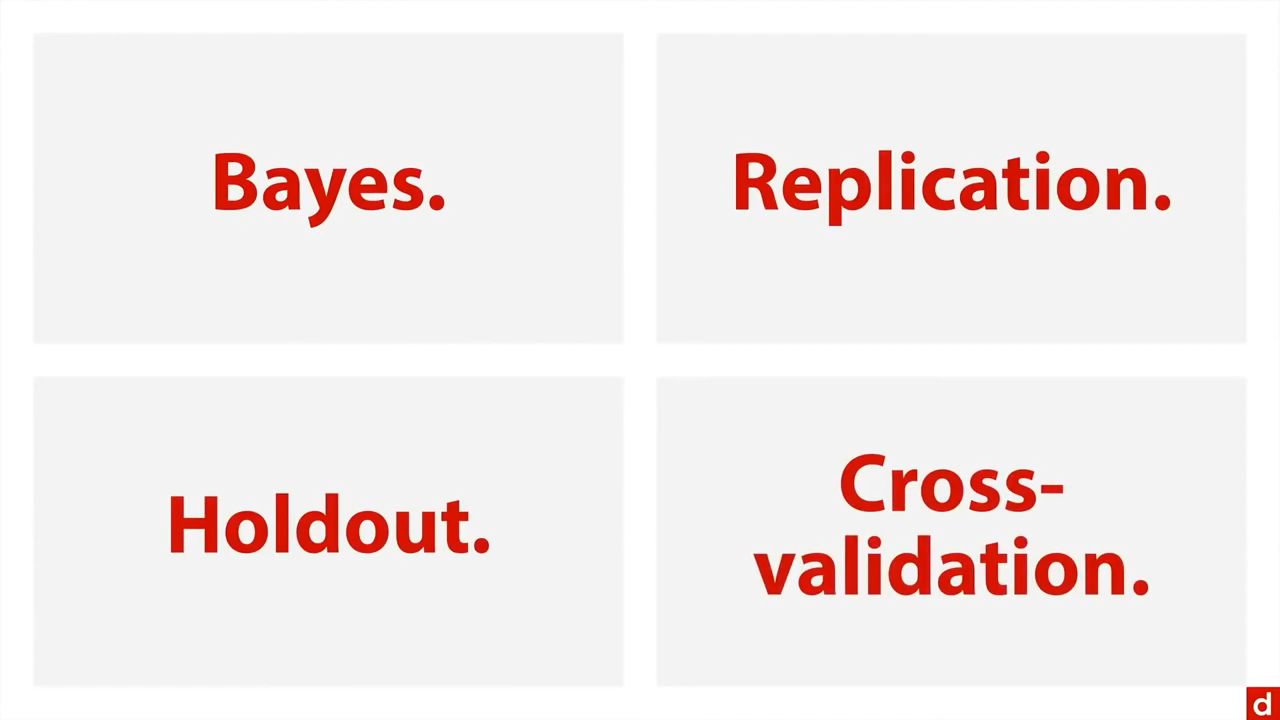 Bayes.
Replication.
Holdout.
Cross-
validation.
d